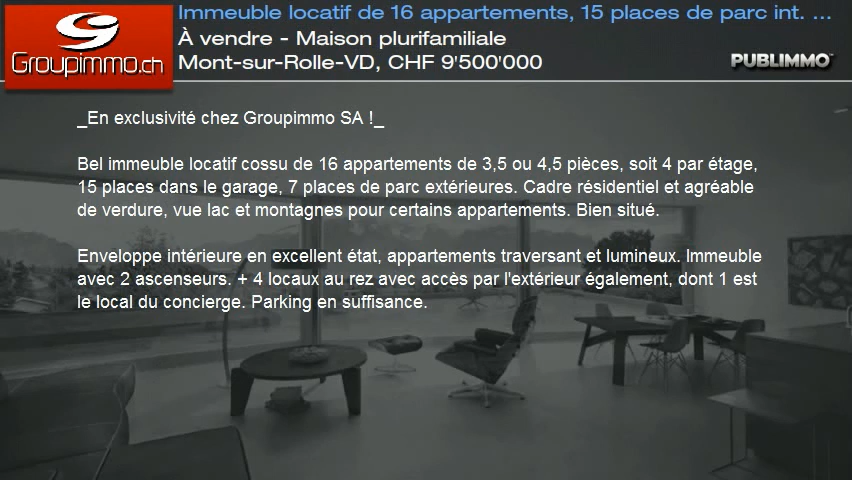 Groupimmo.ch
Immeuble locatif de 16 appartements, 15 places de parc int. ...
À vendre - Maison plurifamiliale
Mont-sur-Rolle-VD, CHF 9'500'000
PUBLIMMO
_En exclusivité chez Groupimmo SA !_
Bel immeuble locatif cossu de 16 appartements de 3,5 ou 4,5 pièces, soit 4 par étage,
15 places dans le garage, 7 places de parc extérieures. Cadre résidentiel et agréable
de verdure, vue lac et montagnes pour certains appartements. Bien situé.
Enveloppe intérieure en excellent état, appartements traversant et lumineux. Immeuble
avec 2 ascenseurs. + 4 locaux au rez avec accès par l'extérieur également, dont 1 est
le local du concierge. Parking en suffisance.